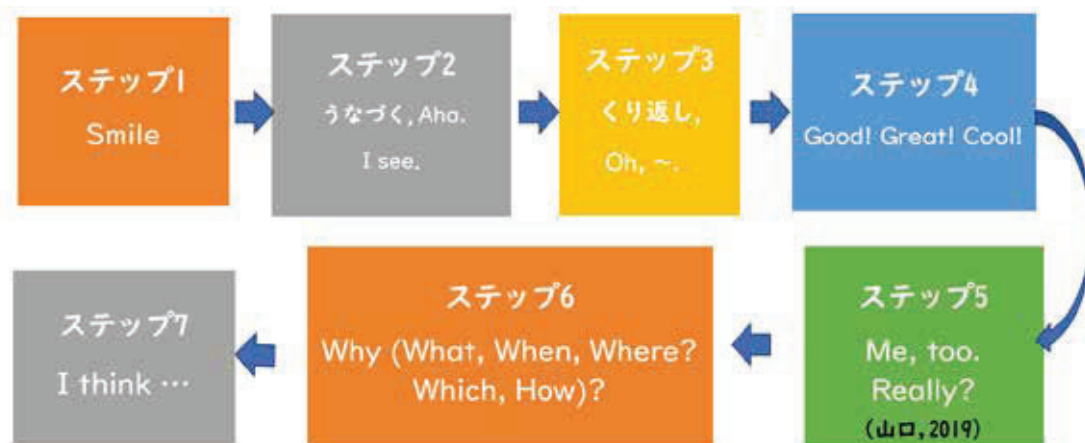 ステップ1
Smile
ステップ2
うなづく, Aha.
I see.
ステップ3
くり返し,
Oh, ~.
ステップ4
Good! Great! Cool!
ステップ5
Me, too.
Really?
(山口, 2019)
ステップ6
Why (What, When, Where?
Which, How)?
ステップ7
I think …